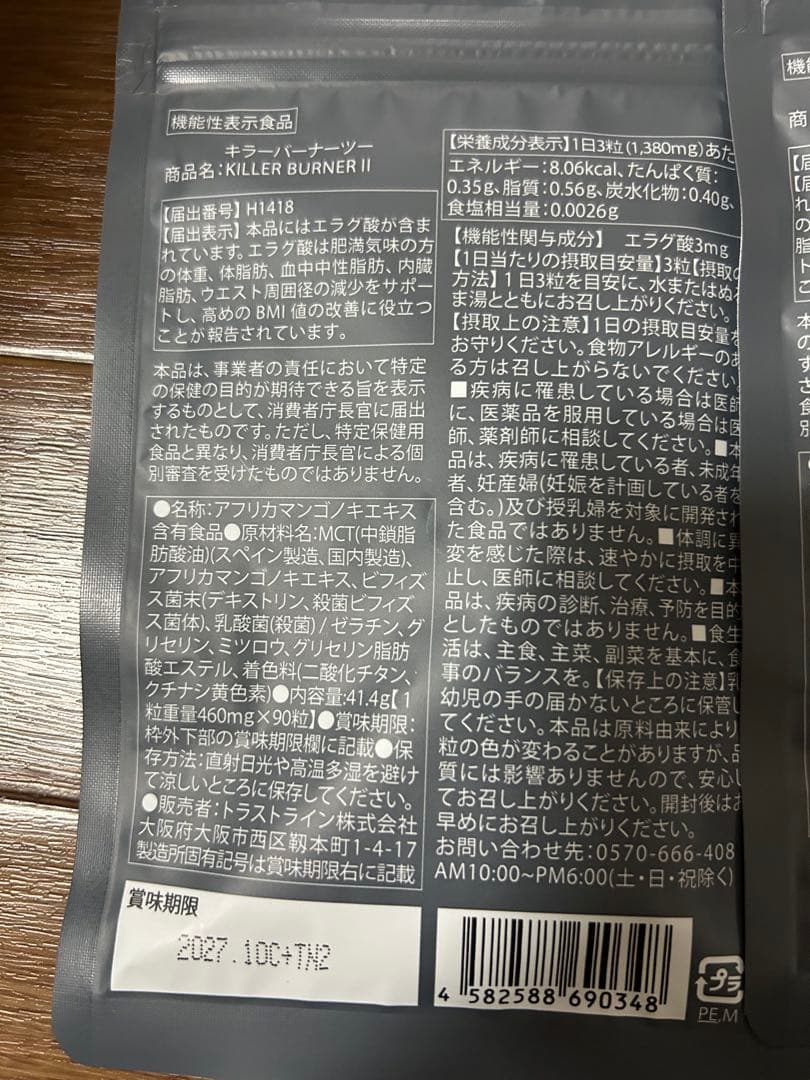 機能性表示食品
キラーバーナーツー
商品名：KILLER BURNER II
【届出番号】H1418
【届出表示】本品にはエラグ酸が含ま
れています。エラグ酸は肥満気味の方
の体重、体脂肪、血中中性脂肪、内臓
脂肪、ウエスト周囲径の減少をサポー
トし、高めのBMI値の改善に役立つ
ことが報告されています。
本品は、事業者の責任において特定
の保健の目的が期待できる旨を表示
するものとして、消費者庁長官に届出
されたものです。ただし、特定保健用
食品と異なり、消費者庁長官による個
別審査を受けたものではありません。
●名称：アフリカマンゴノキエキス
含有食品●原材料名：MCT(中鎖脂
肪酸油)(スペイン製造、国内製造)、
アフリカマンゴノキエキス、ビフィズ
ス菌末(デキストリン、殺菌ビフィズ
ス菌体)、乳酸菌(殺菌)/ゼラチン、グ
リセリン、ミツロウ、グリセリン脂肪
酸エステル、着色料(二酸化チタン、
クチナシ黄色素)●内容量：41.4g【1
粒重量460mg×90粒】●賞味期限：
枠外下部の賞味期限欄に記載●保
存方法：直射日光や高温多湿を避け
て涼しいところに保存してください。
●販売者：トラストライン株式会社
大阪府大阪市西区靱本町1-4-17
製造所固有記号は賞味期限右に記載
賞味期限
2027.10C+TN2
【栄養成分表示】1日3粒(1,380mg)あた
エネルギー：8.06kcal、たんぱく質：
0.35g、脂質：0.56g、炭水化物：0.40g、
食塩相当量：0.0026g
【機能性関与成分】 エラグ酸3mg
【1日当たりの摂取目安量】3粒【摂取の
方法】1日3粒を目安に、水またはぬる
ま湯とともにお召し上がりください。
【摂取上の注意】1日の摂取目安量を
お守りください。食物アレルギーのあ
る方は召し上がらないでください。
■疾病に罹患している場合は医師
に、医薬品を服用している場合は医
師、薬剤師に相談してください。■本
品は、疾病に罹患している者、未成年
者、妊産婦(妊娠を計画している者を
含む。)及び授乳婦を対象に開発され
た食品ではありません。■体調に異
変を感じた際は、速やかに摂取を中
止し、医師に相談してください。■本
品は、疾病の診断、治療、予防を目的
としたものではありません。■食生
活は、主食、主菜、副菜を基本に、食
事のバランスを。【保存上の注意】乳
幼児の手の届かないところに保管し
てください。本品は原料由来により
粒の色が変わることがありますが、品
質には影響ありませんので、安心し
てお召し上がりください。開封後はお
早めにお召し上がりください。
お問い合わせ先：0570-666-408
AM10:00~PM6:00(土・日・祝除く)
4 582588 690348
プラ
PE,M
機能
商